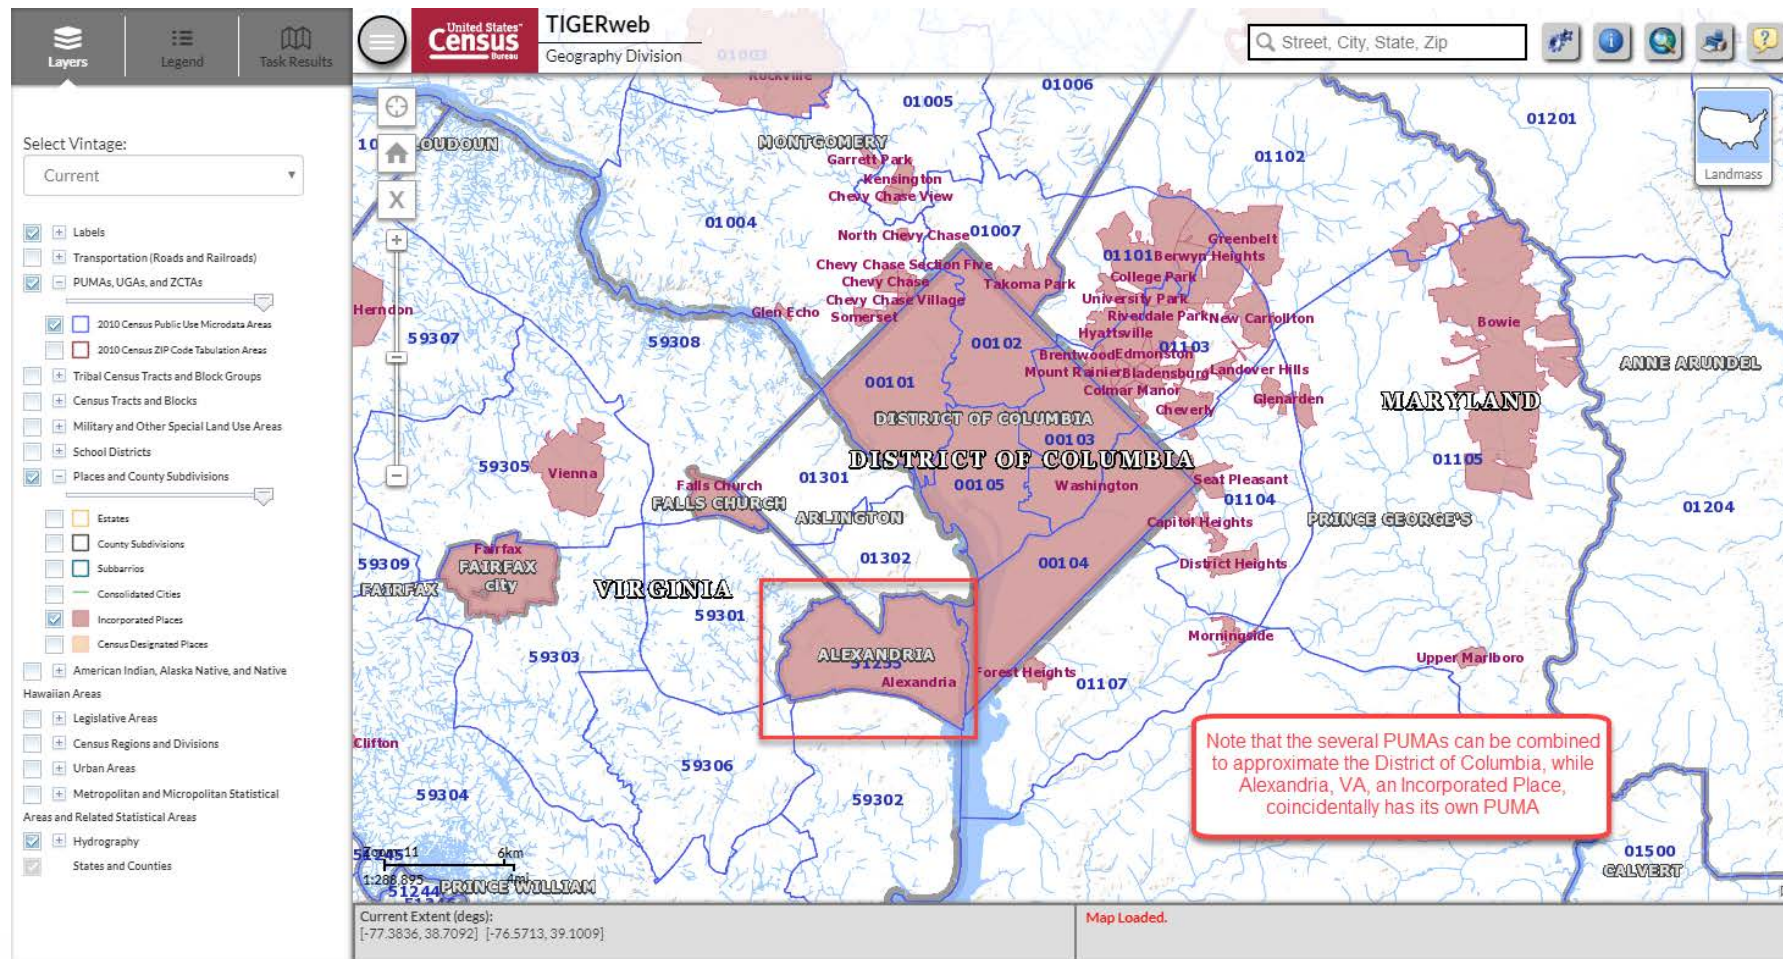 Layers
Legend
Task Results
United States™
Census
Bureau
TIGERweb
Geography Division
Street, City, State, Zip
Select Vintage:
Current
Labels
Transportation (Roads and Railroads)
PUMAs, UGAs, and ZCTAs
2010 Census Public Use Microdata Areas
2010 Census ZIP Code Tabulation Areas
Tribal Census Tracts and Block Groups
Census Tracts and Blocks
Military and Other Special Land Use Areas
School Districts
Places and County Subdivisions
Estates
County Subdivisions
Subbarrios
Consolidated Cities
Incorporated Places
Census Designated Places
American Indian, Alaska Native, and Native
Hawaiian Areas
Legislative Areas
Census Regions and Divisions
Urban Areas
Metropolitan and Micropolitan Statistical
Areas and Related Statistical Areas
Hydrography
States and Counties
01003
Rockville
01005
01006
01201
Landmass
LOUDOUN
MONTGOMERY
Garrett Park
Kensington
Chevy Chase View
01102
01004
North Chevy Chase
01007
Greenbelt
01101
Berwyn Heights
Chevy Chase Section Five
Chevy Chase
Takoma Park
College Park
Chevy Chase Village
University Park
Glen Echo
Somerset
Riverdale Park
New Carrollton
Herndon
59307
59308
00102
Hyattsville
01103
Bowie
Brentwood
Edmonston
Mount Rainier
Bladensburg
Landover Hills
ANNE ARUNDEL
00101
Colmar Manor
Cheverly
Glenarden
MARYLAND
DISTRICT OF COLUMBIA
00103
DISTRICT OF COLUMBIA
59305
Vienna
01301
00105
Washington
Seat Pleasant
01105
Falls Church
FALLS CHURCH
ARLINGTON
01104
Capitol Heights
PRINCE GEORGE'S
01204
Fairfax
FAIRFAX
city
59309
FAIRFAX
01302
00104
District Heights
VIRGINIA
59301
Morningside
59303
ALEXANDRIA
51255
Alexandria
Forest Heights
01107
Upper Marlboro
Clifton
59306
59304
59302
Note that the several PUMAs can be combined
to approximate the District of Columbia, while
Alexandria, VA, an Incorporated Place,
coincidentally has its own PUMA
Zoom: 11
6km
1:288,895
4mi
51245
51244
PRINCE WILLIAM
01500
CALVERT
Current Extent (degs):
[-77.3836, 38.7092] [-76.5713, 39.1009]
Map Loaded.